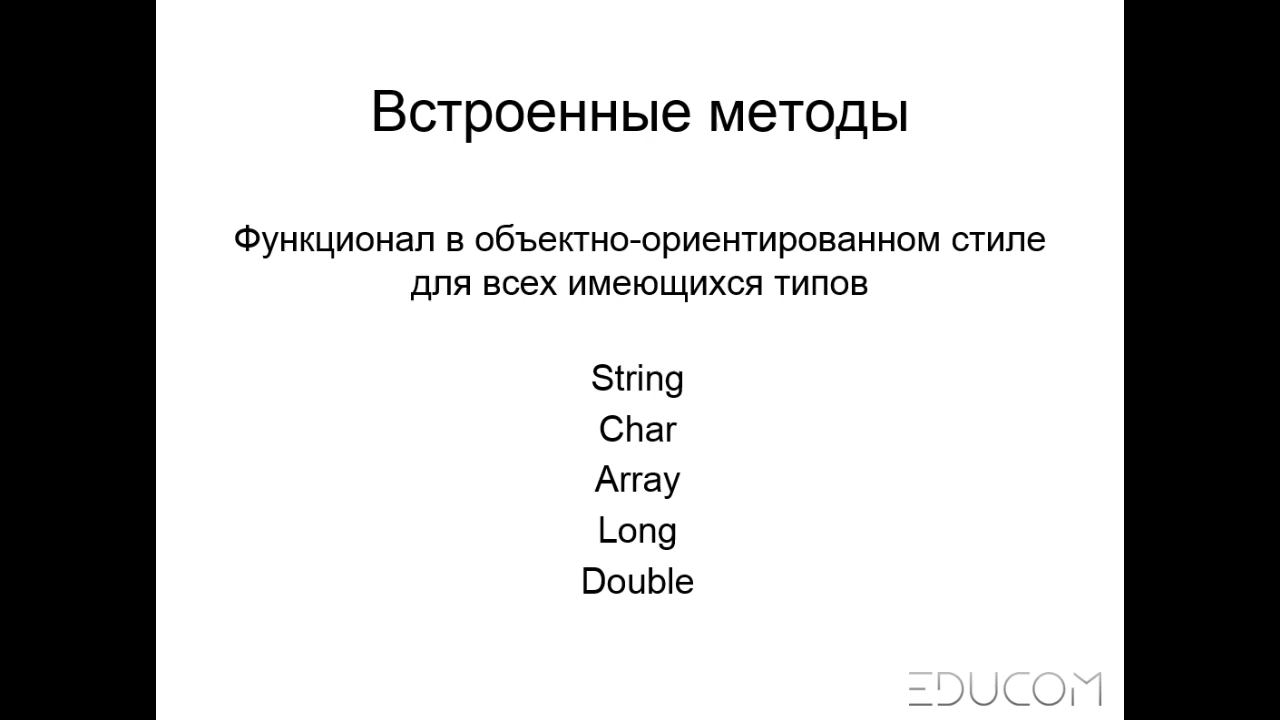 Встроенные методы
Функционал в объектно-ориентированном стиле
для всех имеющихся типов
String
Char
Array
Long
Double
EDUCOM